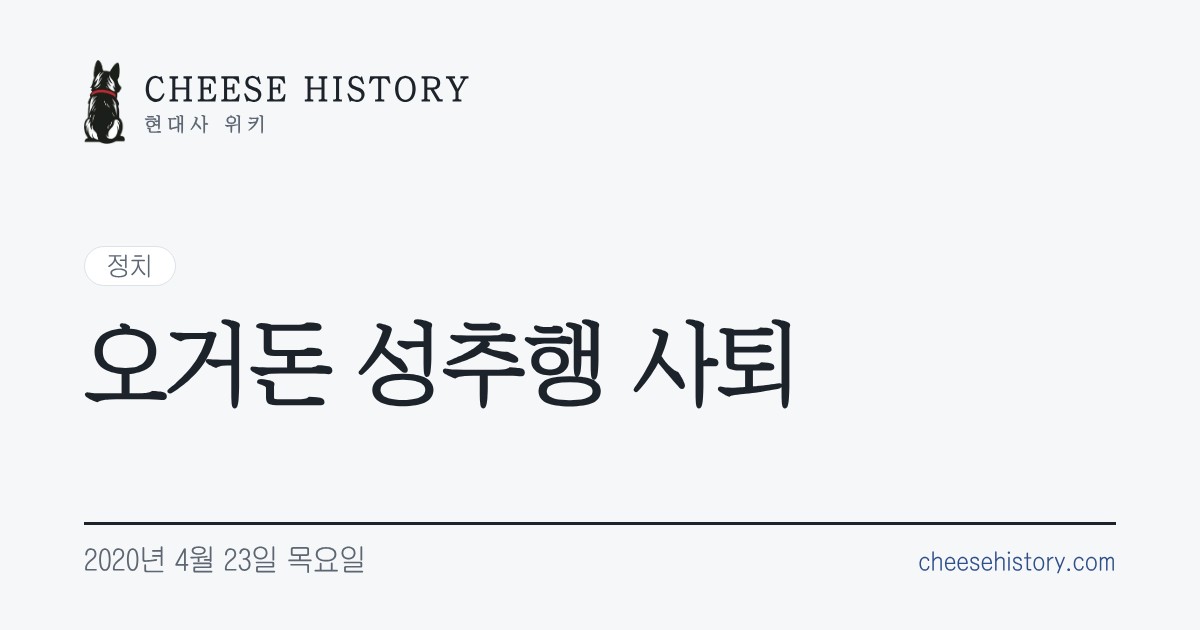 CHEESE HISTORY
현대사 위키
정치
오거돈 성추행 사퇴
2020년 4월 23일 목요일
cheesehistory.com